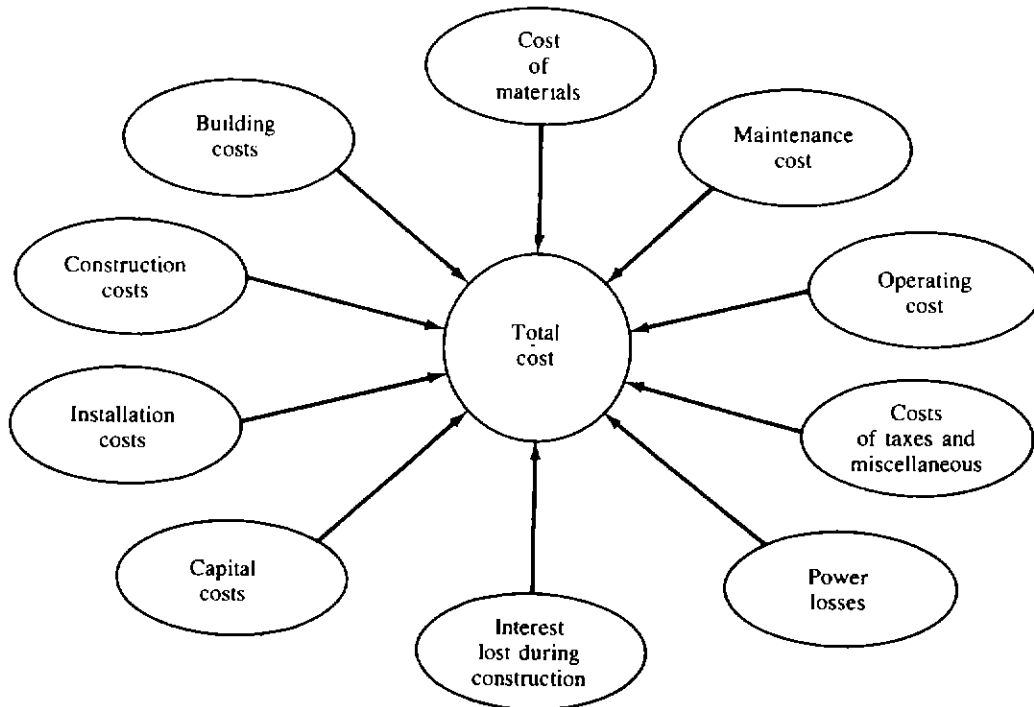 Cost
of
materials
Building
costs
Maintenance
cost
Construction
costs
Operating
cost
Total
cost
Installation
costs
Costs
of taxes and
miscellaneous
Capital
costs
Power
losses
Interest
lost during
construction